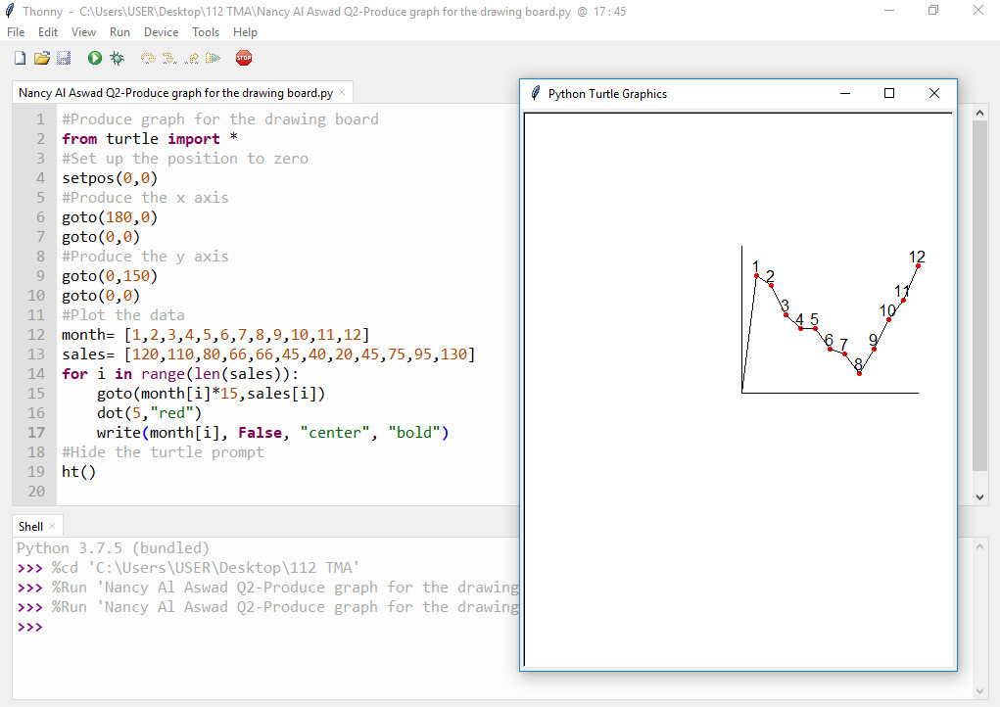 Thonny - C:\Users\USER\Desktop\112 TMA\Nancy Al Aswad Q2-Produce graph for the drawing board.py @ 17:45
File Edit View Run Device Tools Help
STOP
Nancy Al Aswad Q2-Produce graph for the drawing board.py
1 #Produce graph for the drawing board
2 from turtle import *
3 #Set up the position to zero
4 setpos(0,0)
5 #Produce the x axis
6 goto(180,0)
7 goto(0,0)
8 #Produce the y axis
9 goto(0,150)
10 goto(0,0)
11 #Plot the data
12 month= [1,2,3,4,5,6,7,8,9,10,11,12]
13 sales= [120,110,80,66,66,45,40,20,45,75,95,130]
14 for i in range(len(sales)):
15     goto(month[i]*15,sales[i])
16     dot(5,"red")
17     write(month[i], False, "center", "bold")
18 #Hide the turtle prompt
19 ht()
20
Shell
Python 3.7.5 (bundled)
>>> %cd 'C:\Users\USER\Desktop\112 TMA'
>>> %Run 'Nancy Al Aswad Q2-Produce graph for the drawing
>>> %Run 'Nancy Al Aswad Q2-Produce graph for the drawing
>>>
Python Turtle Graphics
1 2 3 4 5 6 7 8 9 10 11 12